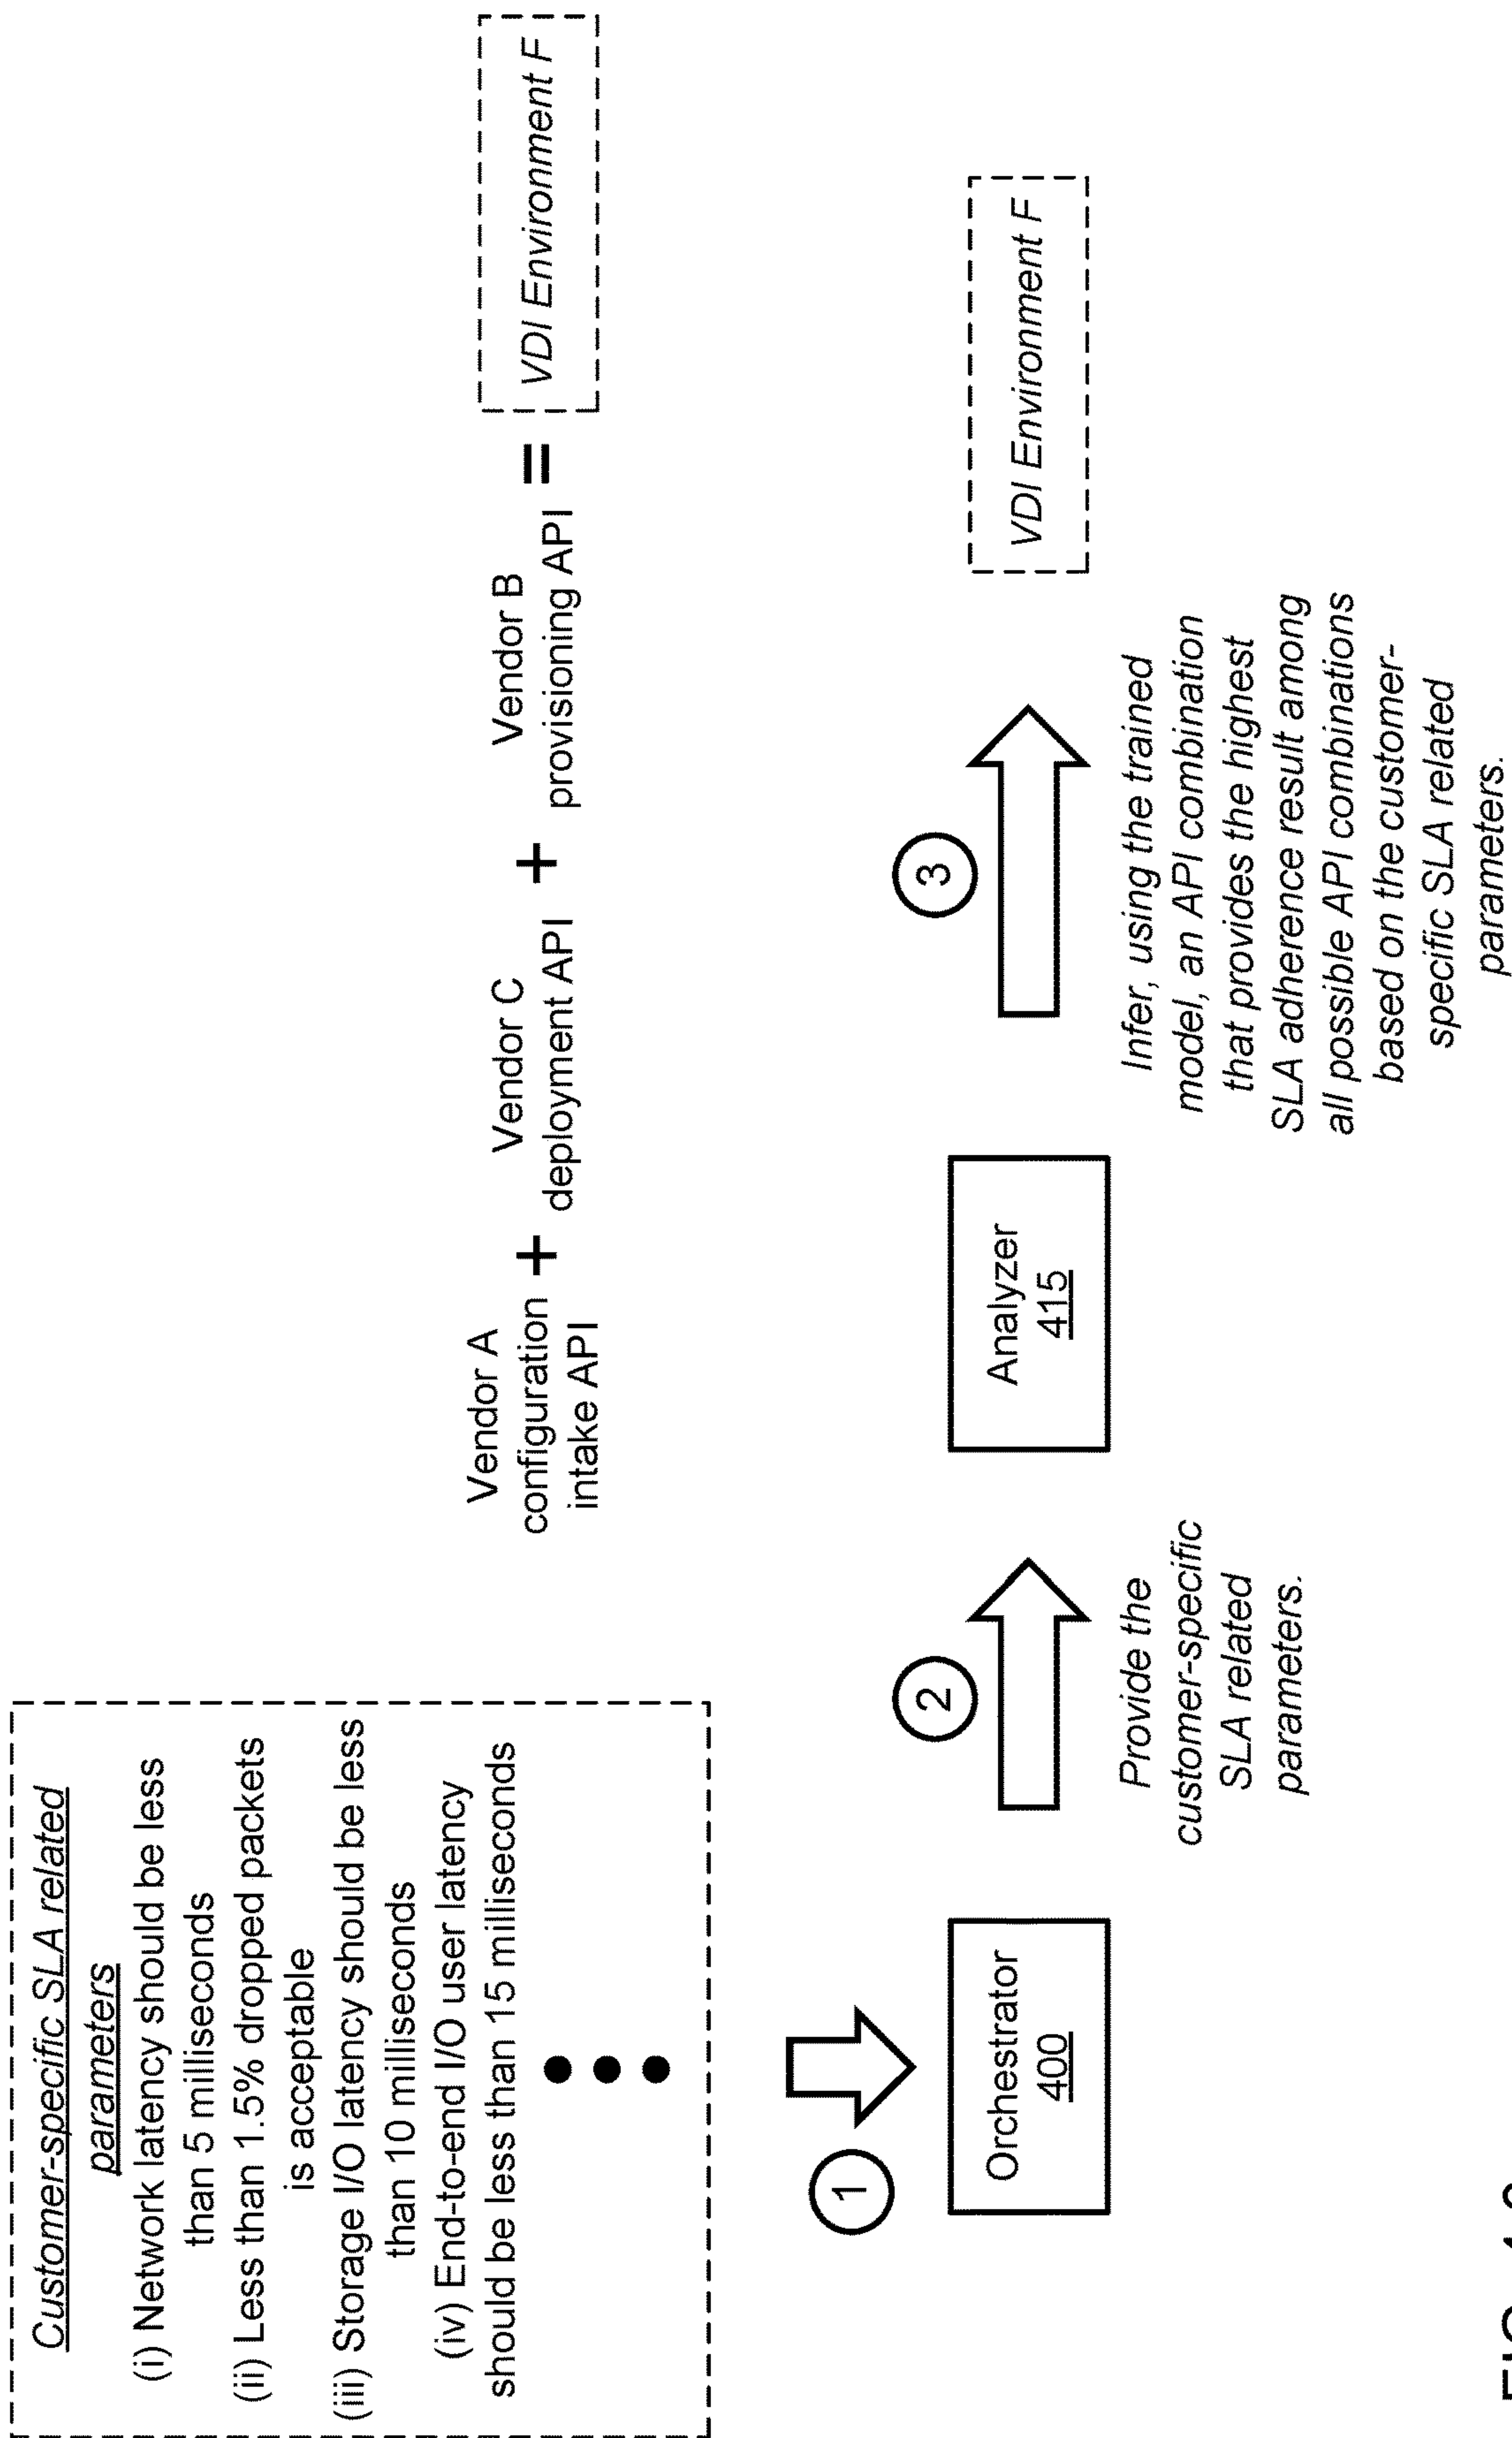 Customer-specific SLA related
parameters
(i) Network latency should be less
than 5 milliseconds
(ii) Less than 1.5% dropped packets
is acceptable
(iii) Storage I/O latency should be less
than 10 milliseconds
(iv) End-to-end I/O user latency
should be less than 15 milliseconds
Vendor A
configuration
intake API
+
Vendor C
deployment API
+
Vendor B
provisioning API
=
VDI Environment F
1
Orchestrator
400
2
Provide the
customer-specific
SLA related
parameters.
Analyzer
415
3
Infer, using the trained
model, an API combination
that provides the highest
SLA adherence result among
all possible API combinations
based on the customer-
specific SLA related
parameters.
VDI Environment F
FIG.